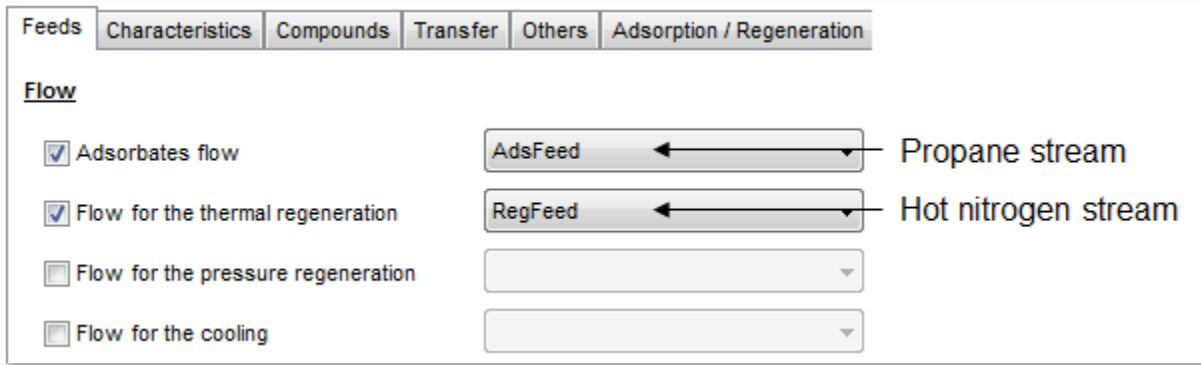 Feeds Characteristics Compounds Transfer Others Adsorption / Regeneration
Flow
Adsorbates flow AdsFeed Propane stream
Flow for the thermal regeneration RegFeed Hot nitrogen stream
Flow for the pressure regeneration
Flow for the cooling